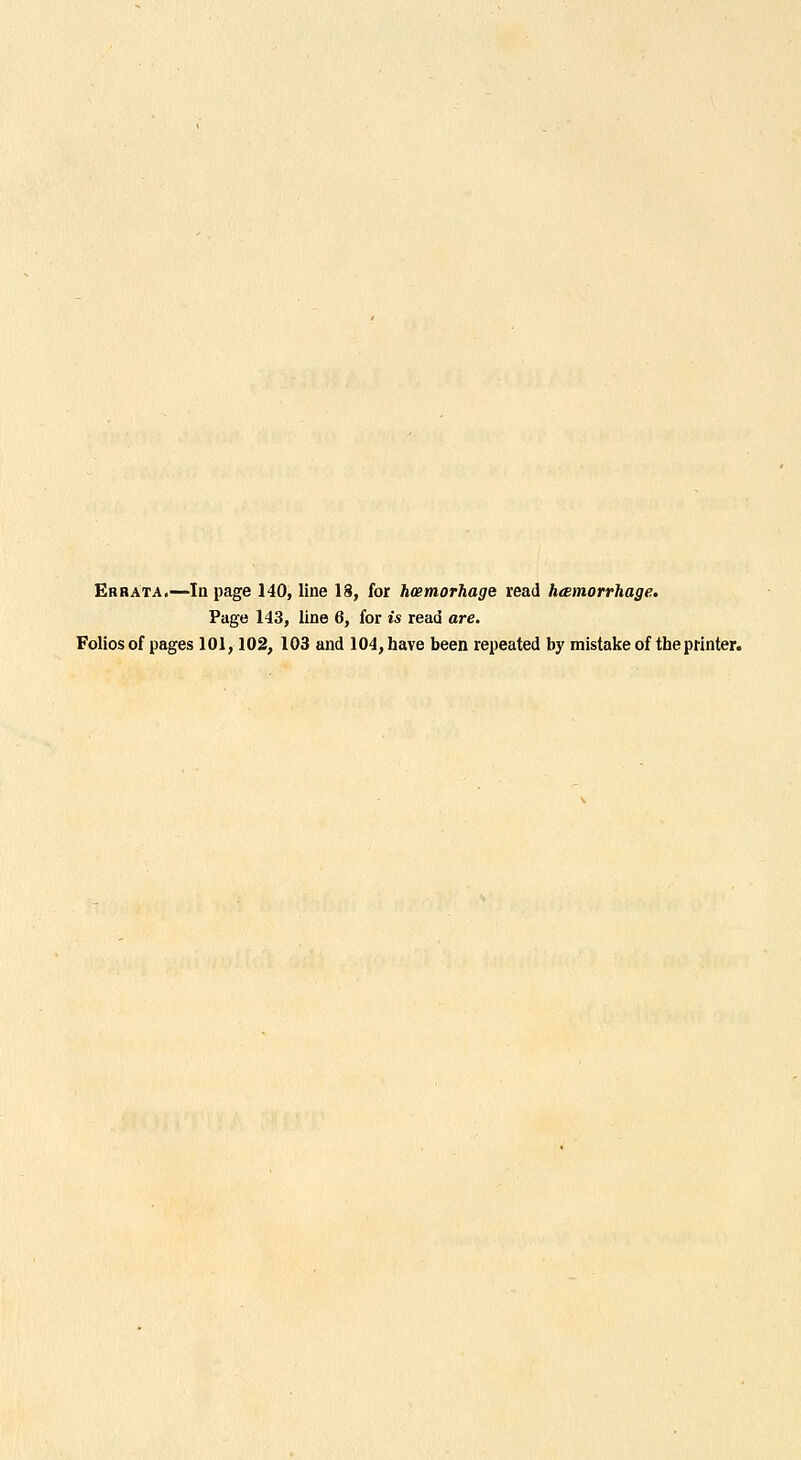 ERRATA.—In page 140, line 18, for hœmorhage read hæmorrhage.
Page 143, line 6, for is read are.
Folios of pages 101, 102, 103 and 104, have been repeated by mistake of the printer.